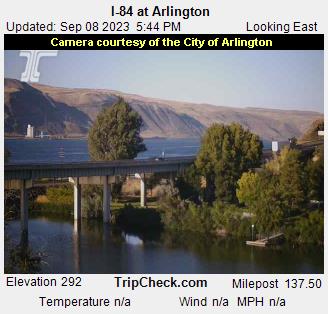 I-84 at Arlington
Updated: Sep 08 2023 5:44 PM Looking East
Camera courtesy of the City of Arlington
Elevation 292 TripCheck.com Milepost 137.50
Temperature n/a Wind n/a MPH n/a